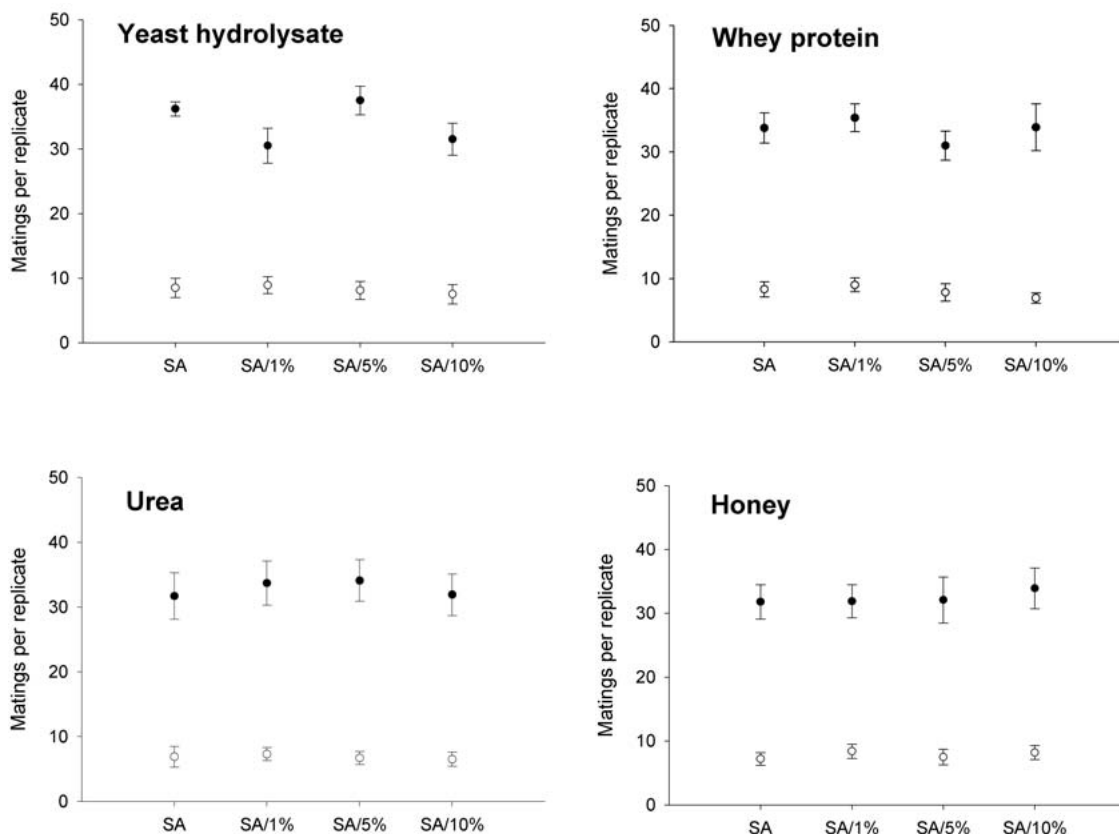 Yeast hydrolysate
Matings per replicate
50
40
30
20
10
0
SA SA/1% SA/5% SA/10%
Whey protein
Matings per replicate
50
40
30
20
10
0
SA SA/1% SA/5% SA/10%
Urea
Matings per replicate
50
40
30
20
10
0
SA SA/1% SA/5% SA/10%
Honey
Matings per replicate
50
40
30
20
10
0
SA SA/1% SA/5% SA/10%